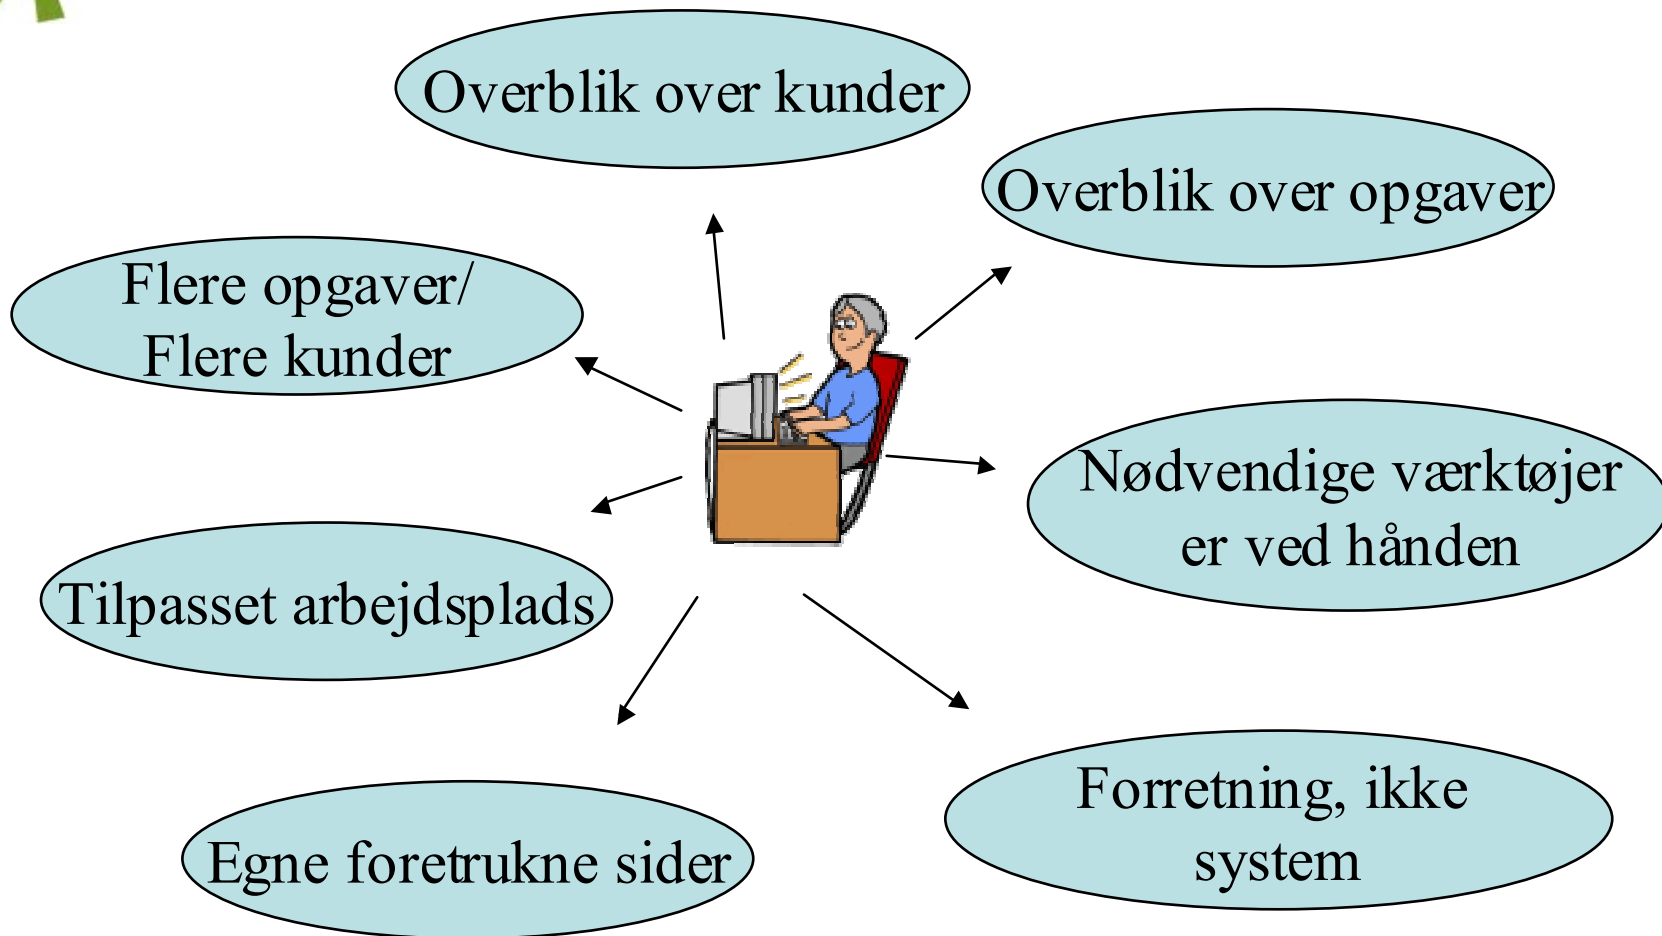 Overblik over kunder
Overblik over opgaver
Flere opgaver/
Flere kunder
Nødvendige værktøjer
er ved hånden
Tilpasset arbejdsplads
Forretning, ikke
system
Egne foretrukne sider